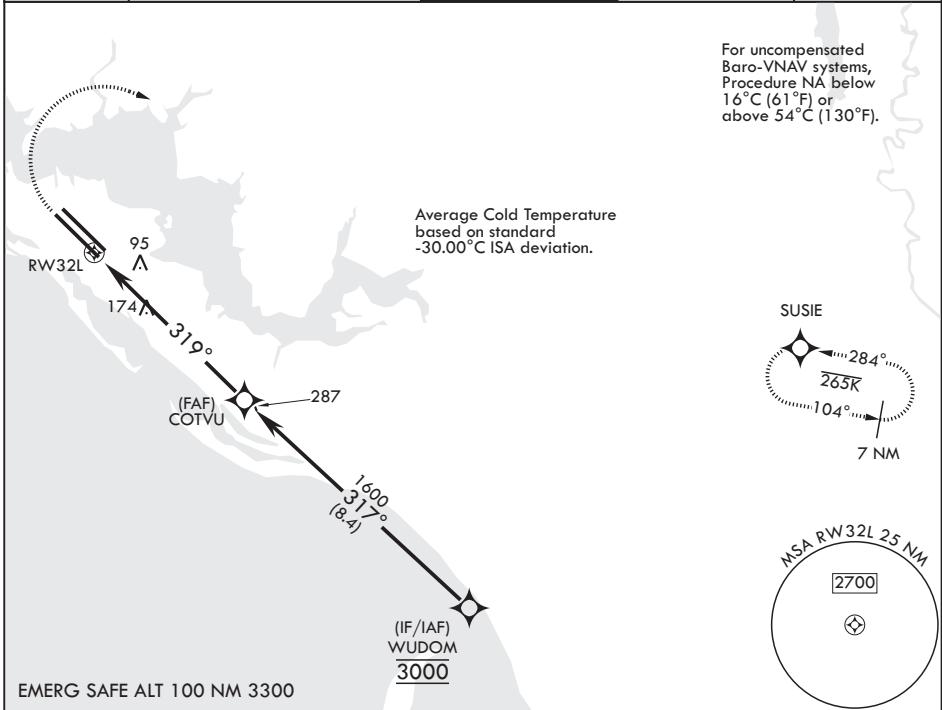 For uncompensated
Baro-VNAV systems,
Procedure NA below
16°C (61°F) or
above 54°C (130°F).
Average Cold Temperature
based on standard
-30.00°C ISA deviation.
RW32L
95
174
319°
(FAF)
COTVU
287
1600
317°
(8.4)
(IF/IAF)
WUDOM
3000
SUSIE
284°
265K
104°
7 NM
MSA RW32L 25 NM
2700
EMERG SAFE ALT 100 NM 3300